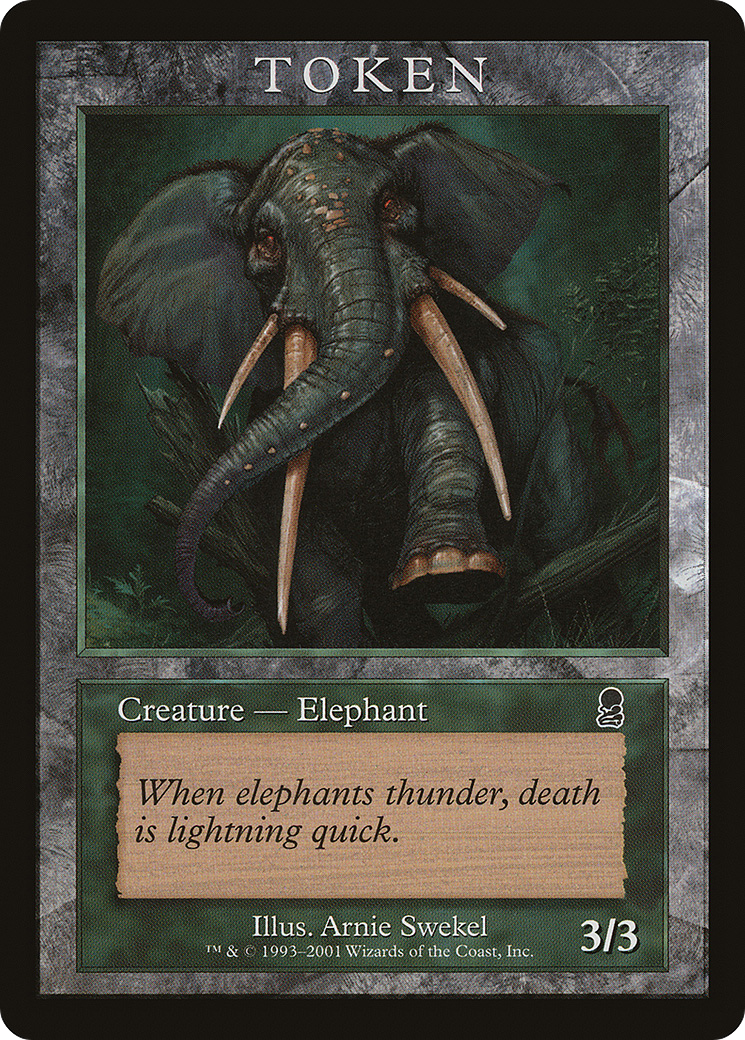 TOKEN
Creature — Elephant
When elephants thunder, death
is lightning quick.
Illus. Arnie Swekel
™ & © 1993–2001 Wizards of the Coast, Inc.
3/3